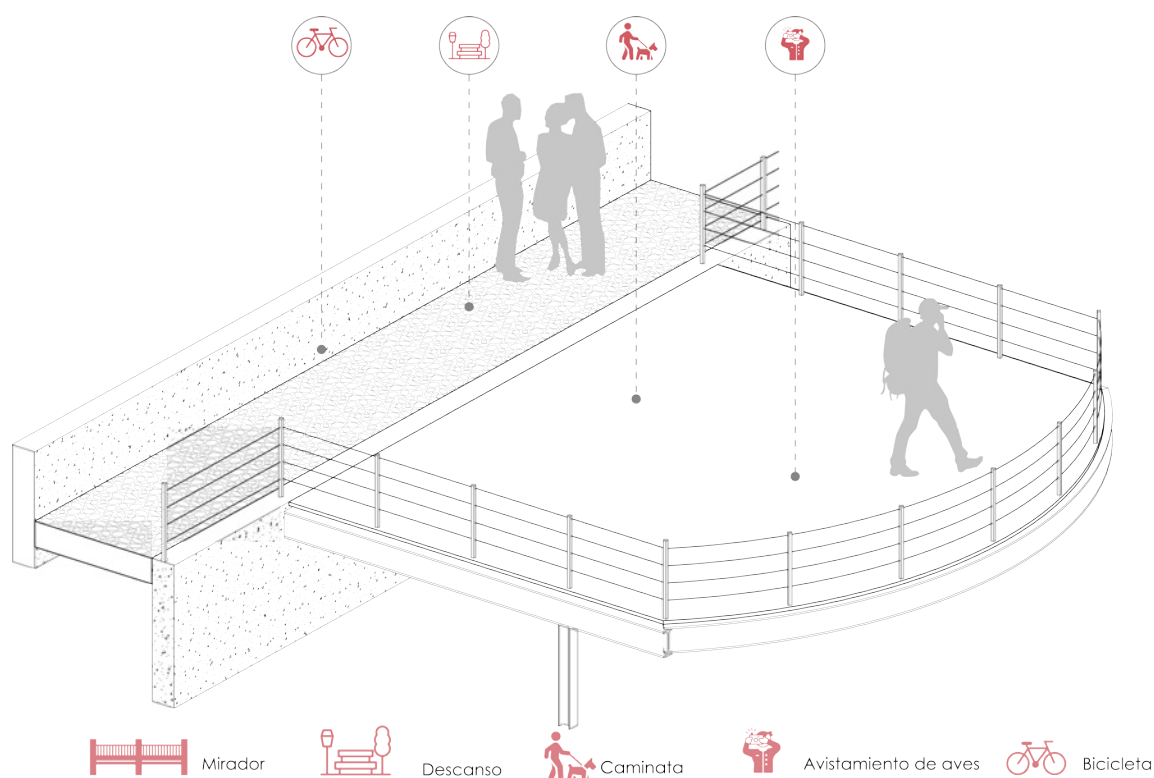 Mirador
Descanso
Caminata
Avistamiento de aves
Bicicleta